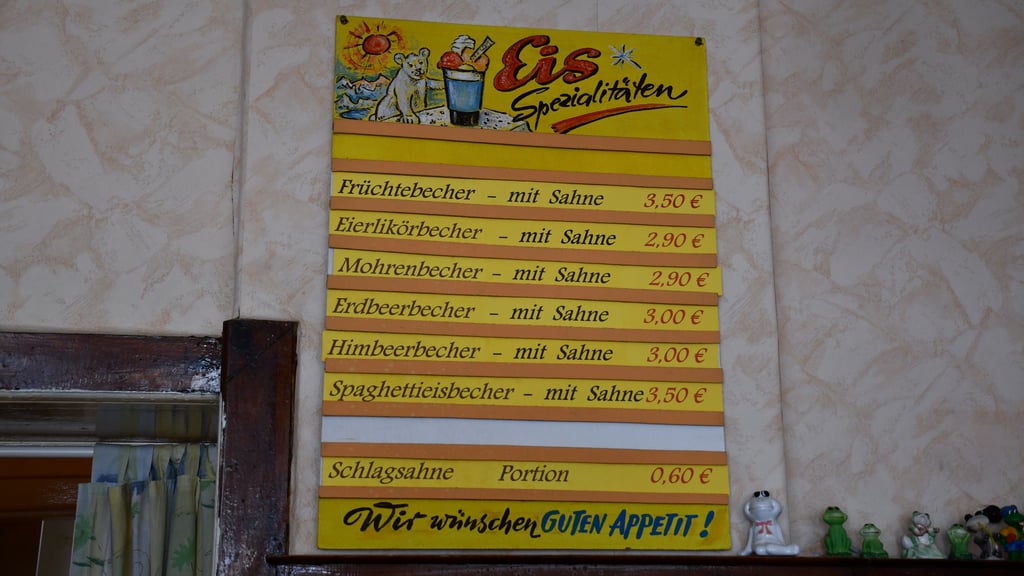 Eis
Spezialitäten
Früchtebecher - mit Sahne 3,50 €
Eierlikörbecher - mit Sahne 2,90 €
Mohrenbecher - mit Sahne 2,90 €
Erdbeerbecher - mit Sahne 3,00 €
Himbeerbecher - mit Sahne 3,00 €
Spaghettieisbecher - mit Sahne 3,50 €
Schlagsahne Portion 0,60 €
Wir wünschen GUTEN APPETIT!